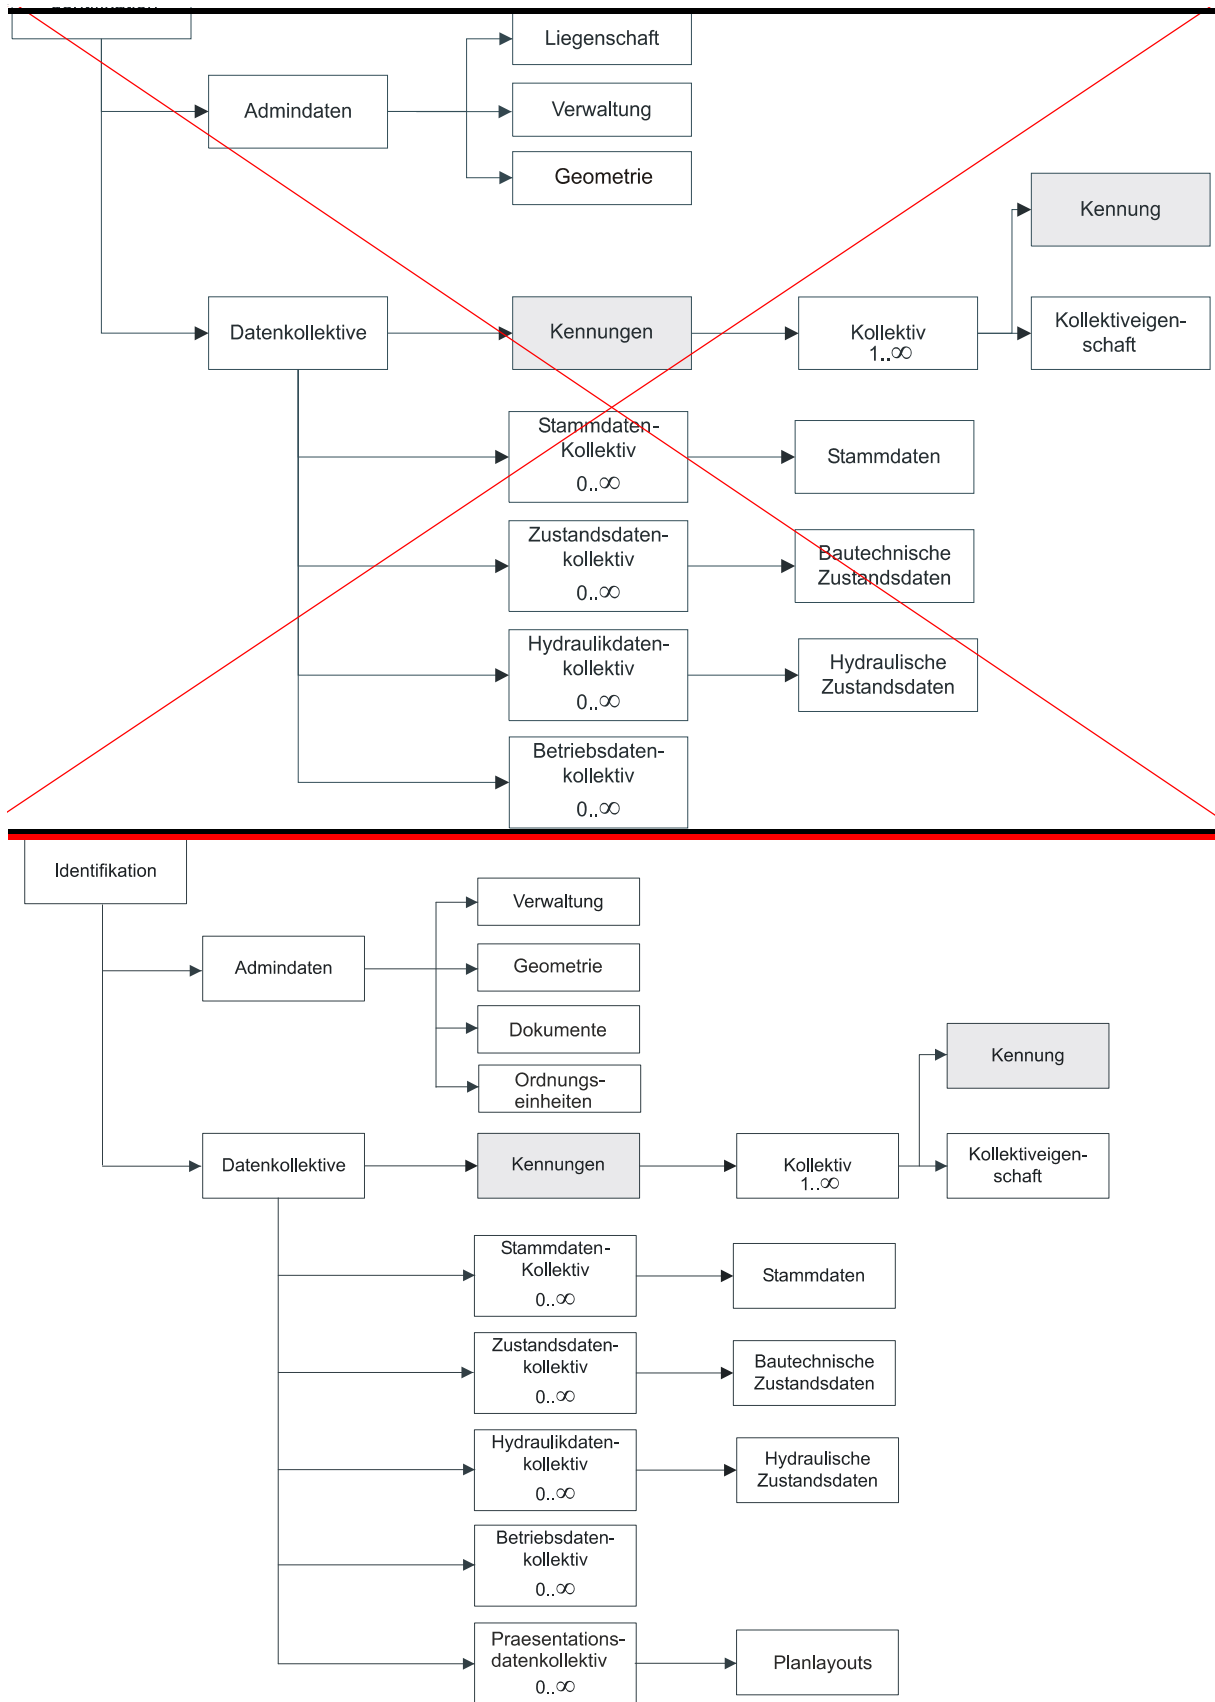 Liegenschaft
Admindaten
Verwaltung
Geometrie
Kennung
Datenkollektive
Kennungen
Kollektiv
1..∞
Kollektiveigen-
schaft
Stammdaten-
Kollektiv
0..∞
Stammdaten
Zustandsdaten-
kollektiv
0..∞
Bautechnische
Zustandsdaten
Hydraulikdaten-
kollektiv
0..∞
Hydraulische
Zustandsdaten
Betriebsdaten-
kollektiv
0..∞
Identifikation
Verwaltung
Admindaten
Geometrie
Dokumente
Ordnungs-
einheiten
Kennung
Datenkollektive
Kennungen
Kollektiv
1..∞
Kollektiveigen-
schaft
Stammdaten-
Kollektiv
0..∞
Stammdaten
Zustandsdaten-
kollektiv
0..∞
Bautechnische
Zustandsdaten
Hydraulikdaten-
kollektiv
0..∞
Hydraulische
Zustandsdaten
Betriebsdaten-
kollektiv
0..∞
Praesentations-
datenkollektiv
0..∞
Planlayouts